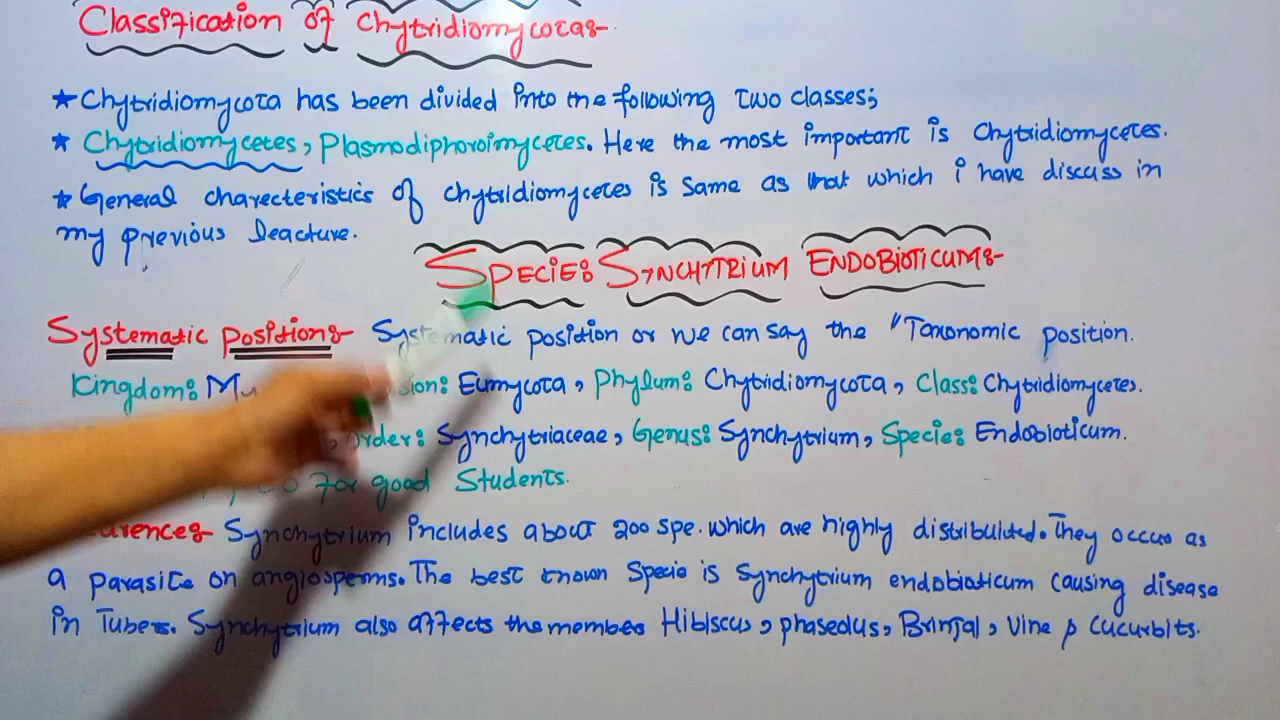 Classification of Chytridiomycota:-
★ Chytridiomycota has been divided into the following two classes;
★ Chytridiomycetes, Plasmodiphoromycetes. Here the most important is Chytridiomycetes.
★ General charecteristics of Chytridiomycetes is same as that which i have discuss in
my previous leacture.
Specie: SYNCHYTRIUM ENDOBIOTICUM:-
Systematic position:- Systematic position or we can say the "Taxonomic position.
Kingdom: Eumycota, Phylum: Chytridiomycota, Class: Chytridiomycetes.
Order: Synchytriaceae, Genus: Synchytrium, Specie: Endobioticum.
for good Students.
Synchytrium includes about 200 spe. which are highly distributed. They occurs as
a parasite on angiosperms. The best known Specie is Synchytrium endobioticum causing disease
in Tubers. Synchytrium also affects the members Hibiscus, phaseolus, Brinjal, Vine, Cucurbits.